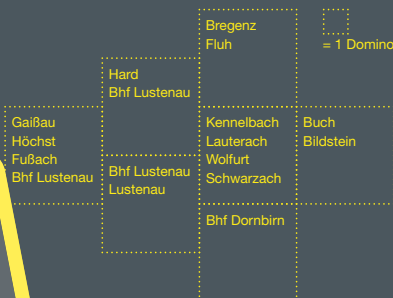 Bregenz
Fluh
= 1 Domino
Hard
Bhf Lustenau
Gaißau
Höchst
Fußach
Bhf Lustenau
Bhf Lustenau
Lustenau
Kennelbach
Lauterach
Wolfurt
Schwarzach
Buch
Bildstein
Bhf Dornbirn